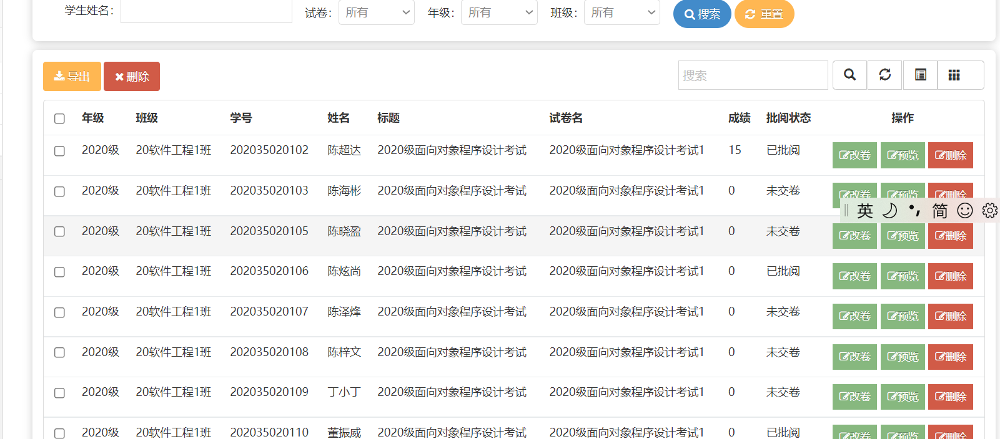 学生姓名： 试卷： 所有 年级： 所有 班级： 所有 搜索 重置
导出 删除 搜索
年级 班级 学号 姓名 标题 试卷名 成绩 批阅状态 操作
2020级 20软件工程1班 202035020102 陈超达 2020级面向对象程序设计考试 2020级面向对象程序设计考试1 15 已批阅 改卷 预览 删除
2020级 20软件工程1班 202035020103 陈海彬 2020级面向对象程序设计考试 2020级面向对象程序设计考试1 0 未交卷 改卷 预览 删除
英 简
2020级 20软件工程1班 202035020105 陈晓盈 2020级面向对象程序设计考试 2020级面向对象程序设计考试1 0 未交卷 改卷 预览 删除
2020级 20软件工程1班 202035020106 陈炫尚 2020级面向对象程序设计考试 2020级面向对象程序设计考试1 0 已批阅 改卷 预览 删除
2020级 20软件工程1班 202035020107 陈泽烽 2020级面向对象程序设计考试 2020级面向对象程序设计考试1 0 未交卷 改卷 预览 删除
2020级 20软件工程1班 202035020108 陈梓文 2020级面向对象程序设计考试 2020级面向对象程序设计考试1 0 未交卷 改卷 预览 删除
2020级 20软件工程1班 202035020109 丁小丁 2020级面向对象程序设计考试 2020级面向对象程序设计考试1 0 未交卷 改卷 预览 删除
2020级 20软件工程1班 202035020110 董振威 2020级面向对象程序设计考试 2020级面向对象程序设计考试1 0 已批阅 改卷 预览 删除